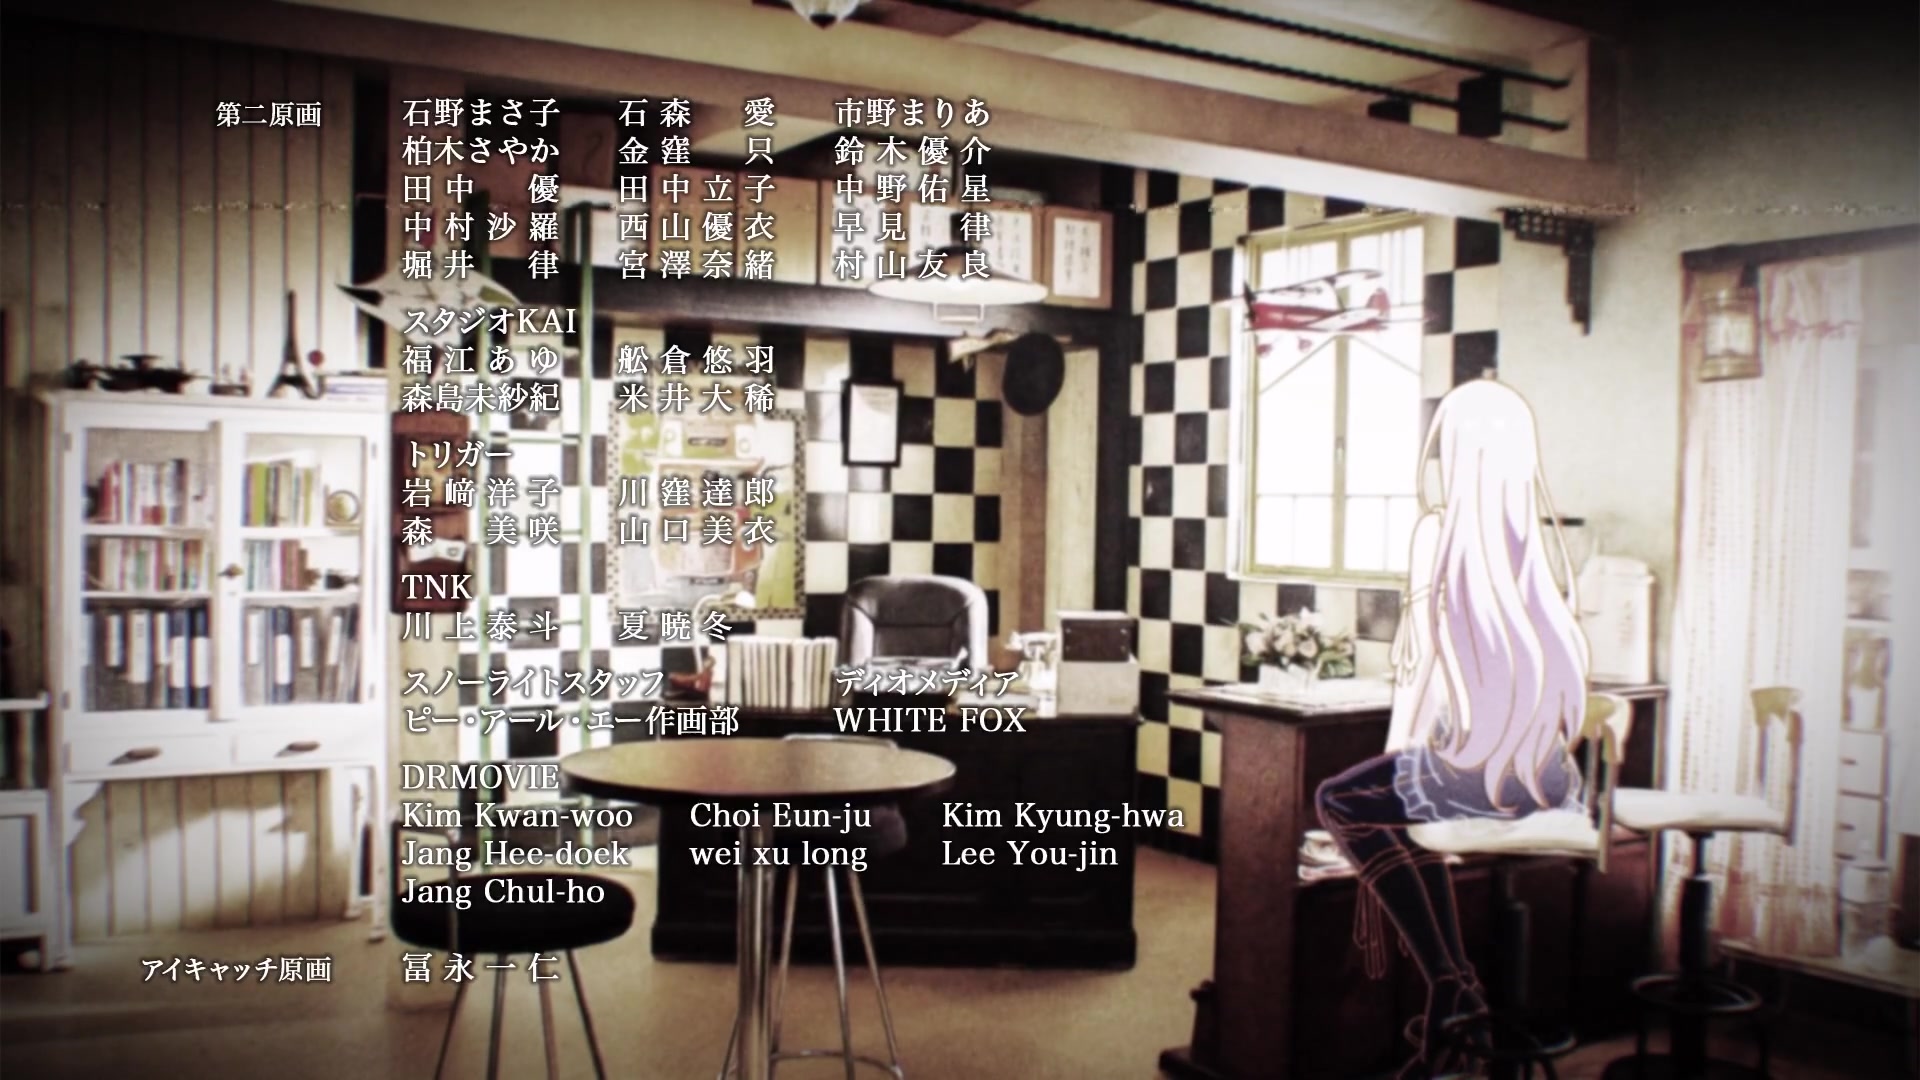 第二原画 石野まさ子 石森愛 市野まりあ
柏木さやか 金窪只 鈴木優介
田中優 田中立子 中野佑星
中村沙羅 西山優衣 早見律
堀井律 宮澤奈緒 村山友良
スタジオKAI
福江あゆ 舩倉悠羽
森島未紗紀 米井大稀
トリガー
岩﨑洋子 川窪達郎
森美咲 山口美衣
TNK
川上泰斗 夏暁冬
スノーライトスタッフ ディオメディア
ピー・アール・エー作画部 WHITE FOX
DRMOVIE
Kim Kwan-woo Choi Eun-ju Kim Kyung-hwa
Jang Hee-doek wei xu long Lee You-jin
Jang Chul-ho
アイキャッチ原画 冨永一仁